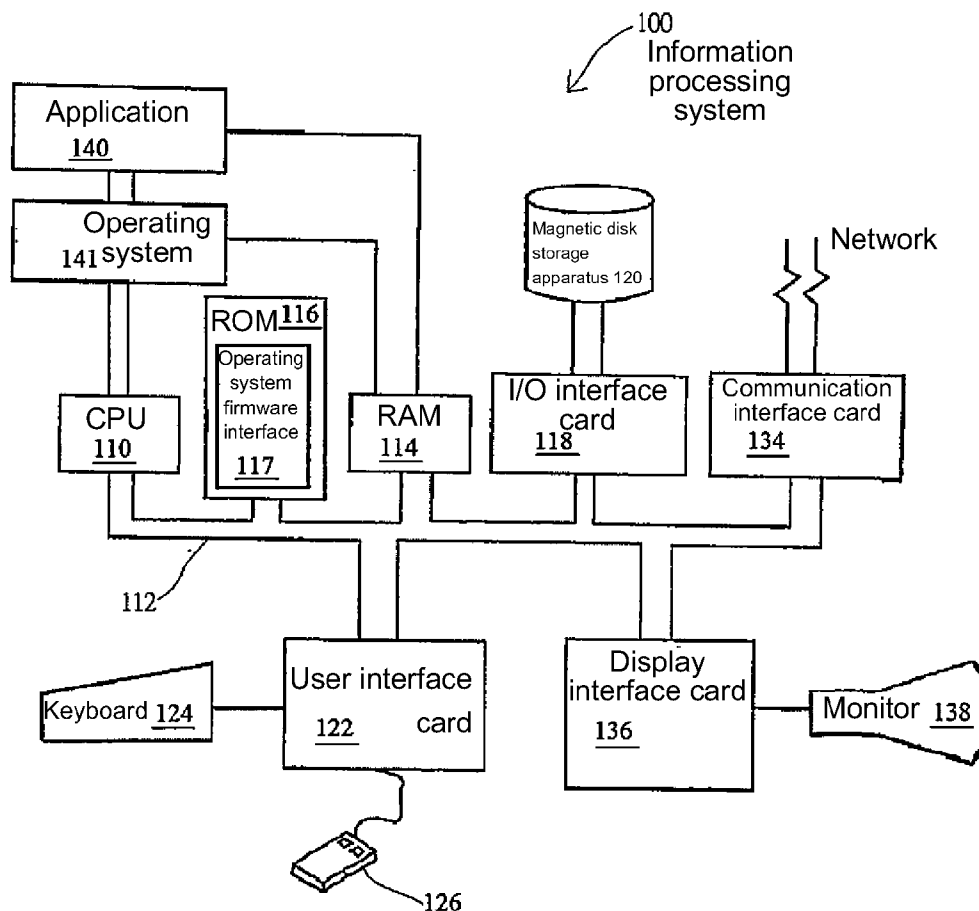 100
Information
processing
system
Application
140
Operating
141 system
Magnetic disk
storage
apparatus 120
Network
ROM 116
Operating
system
firmware
interface
117
CPU
110
RAM
114
I/O interface
card
118
Communication
interface card
134
112
Keyboard 124
User interface
122 card
Display
interface card
136
Monitor 138
126